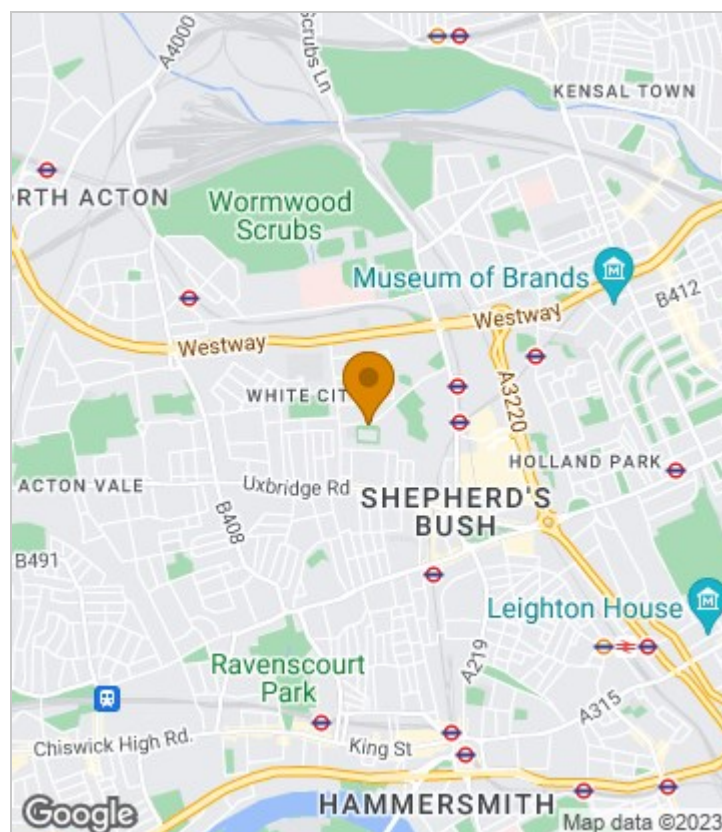 A4000
Scrubs Ln
KENSAL TOWN
ORTH ACTON
Wormwood
Scrubs
Museum of Brands
B412
Westway
Westway
WHITE CIT
A3220
HOLLAND PARK
ACTON VALE
Uxbridge Rd
SHEPHERD'S
BUSH
B408
B491
Leighton House
Ravenscourt
Park
A219
A315
Chiswick High Rd.
King St
HAMMERSMITH
Google
Map data ©2023